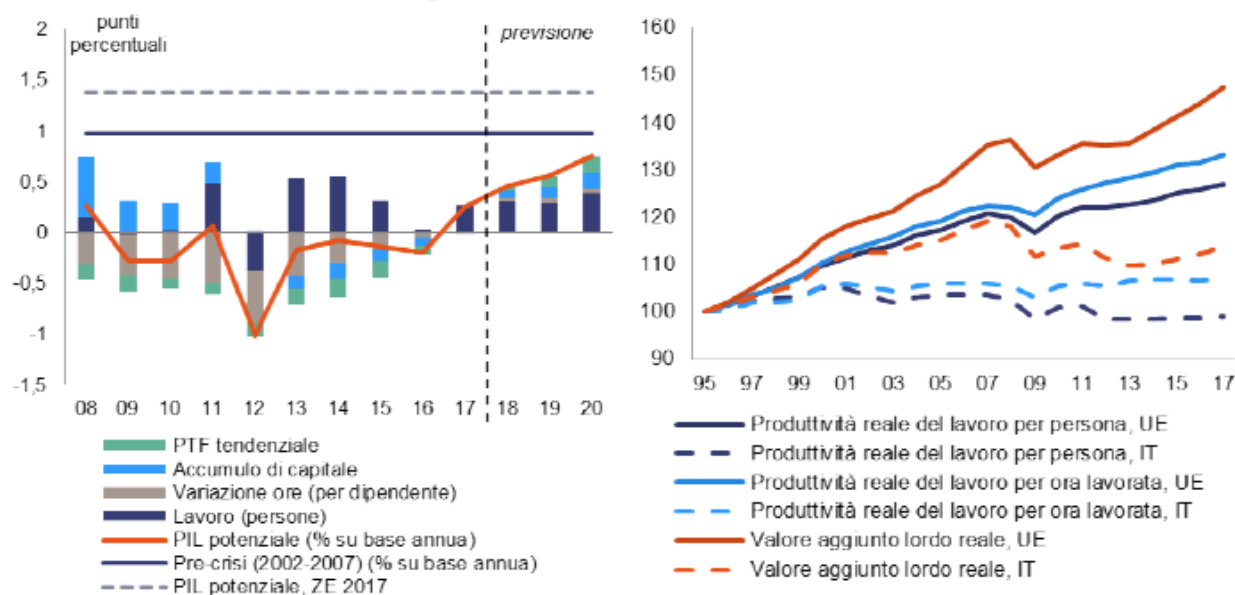 punti
percentuali
previsione
2
1,5
1
0,5
0
-0,5
-1
-1,5
08 09 10 11 12 13 14 15 16 17 18 19 20
PTF tendenziale
Accumulo di capitale
Variazione ore (per dipendente)
Lavoro (persone)
PIL potenziale (% su base annua)
Pre-crisi (2002-2007) (% su base annua)
PIL potenziale, ZE 2017
160
150
140
130
120
110
100
90
95 97 99 01 03 05 07 09 11 13 15 17
Produttività reale del lavoro per persona, UE
Produttività reale del lavoro per persona, IT
Produttività reale del lavoro per ora lavorata, UE
Produttività reale del lavoro per ora lavorata, IT
Valore aggiunto lordo reale, UE
Valore aggiunto lordo reale, IT